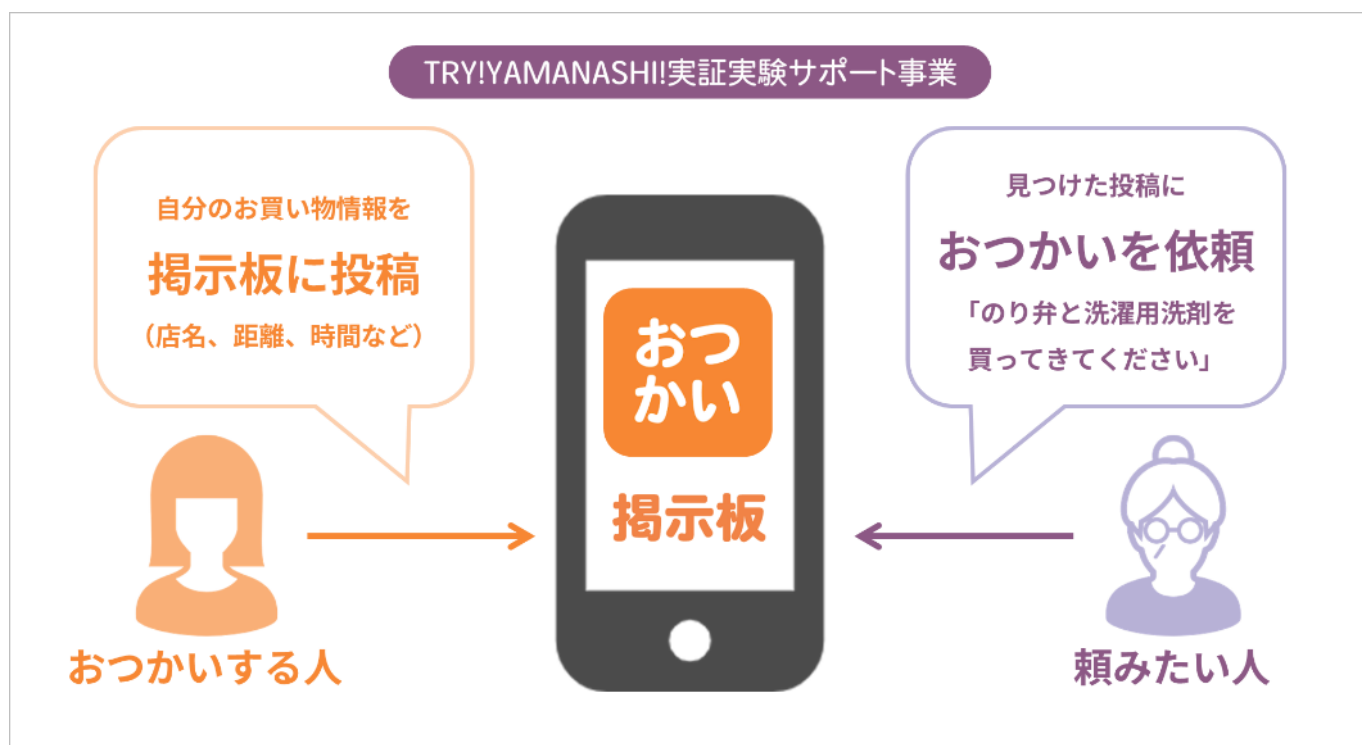 TRY!YAMANASHI!実証実験サポート事業
自分のお買い物情報を
掲示板に投稿
（店名、距離、時間など）
おつかいする人
おつ
かい
掲示板
見つけた投稿に
おつかいを依頼
「のり弁と洗濯用洗剤を
買ってきてください」
頼みたい人